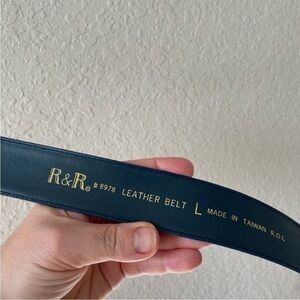 R&R® #8978 LEATHER BELT L MADE IN TAIWAN R.O.C.